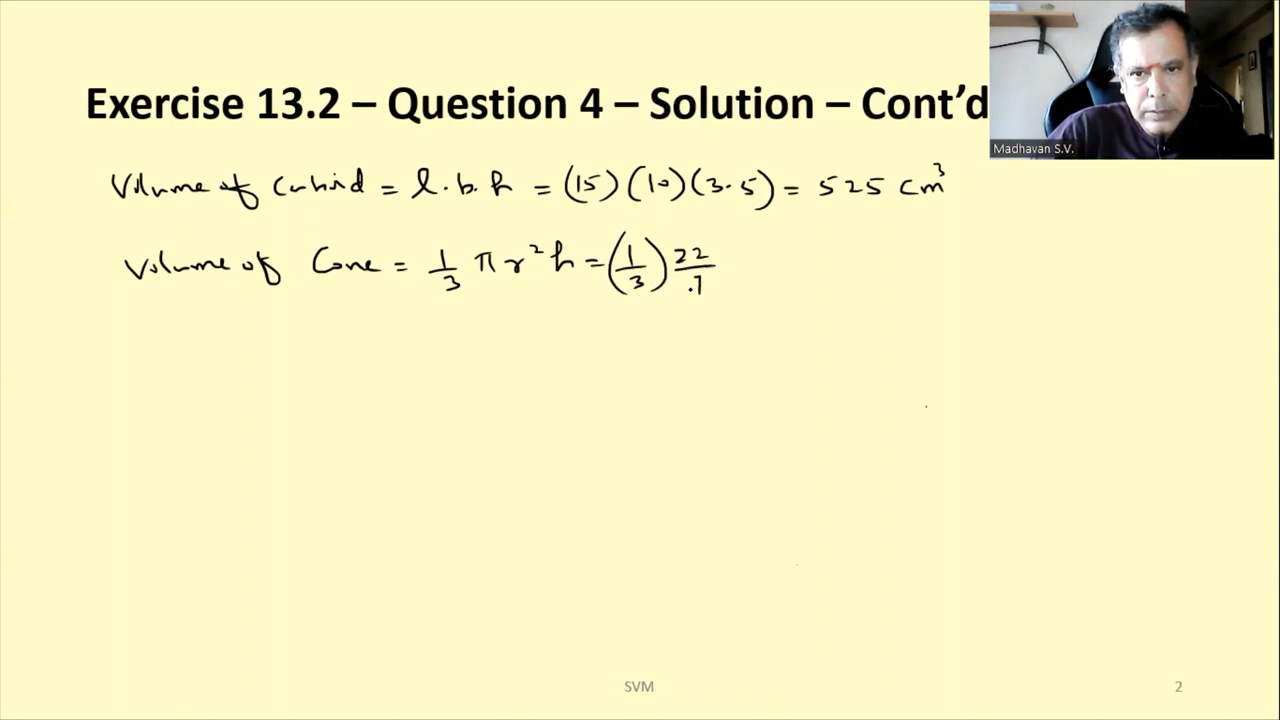 Exercise 13.2 – Question 4 – Solution – Cont’d
Madhavan S.V.
Volume of Cuboid = l . b . h = (15) (10) (3.5) = 525 cm³
Volume of Cone = 1/3 π r² h = (1/3) 22/7
SVM
2